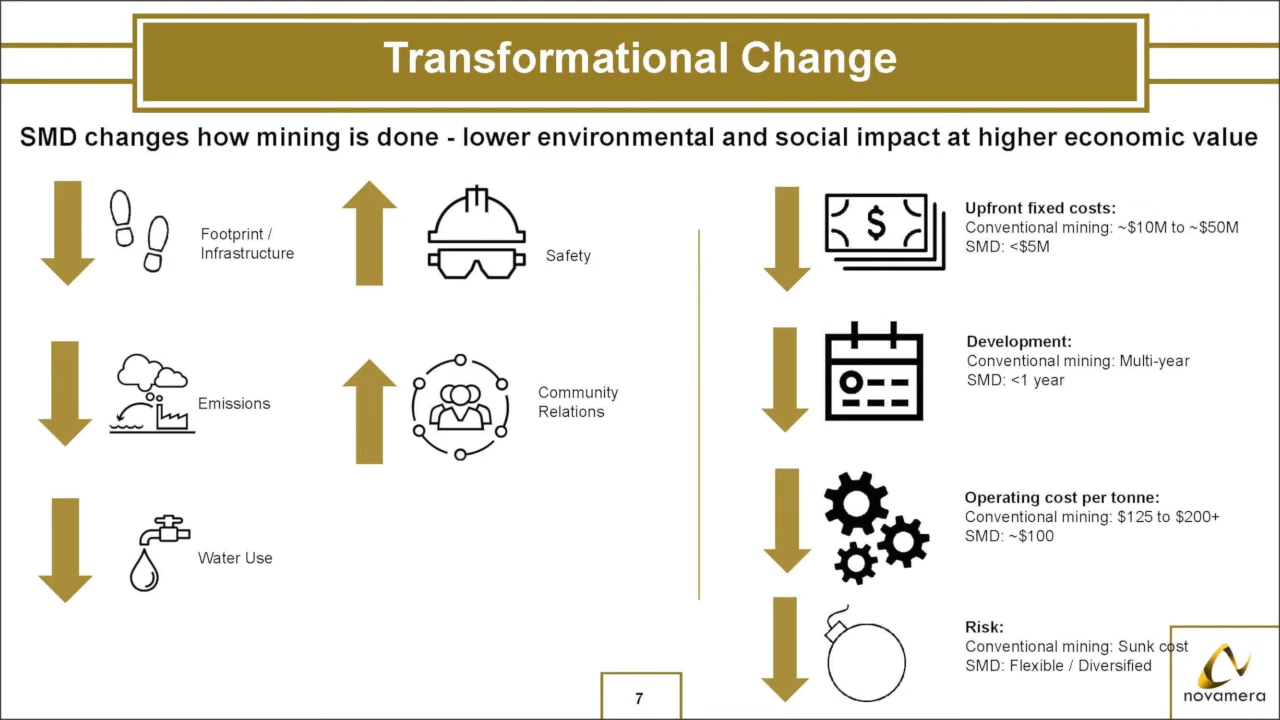 Transformational Change
SMD changes how mining is done - lower environmental and social impact at higher economic value
Footprint /
Infrastructure
Safety
Emissions
Community
Relations
Water Use
Upfront fixed costs:
Conventional mining: ~$10M to ~$50M
SMD: <$5M
Development:
Conventional mining: Multi-year
SMD: <1 year
Operating cost per tonne:
Conventional mining: $125 to $200+
SMD: ~$100
Risk:
Conventional mining: Sunk cost
SMD: Flexible / Diversified
7
novamera